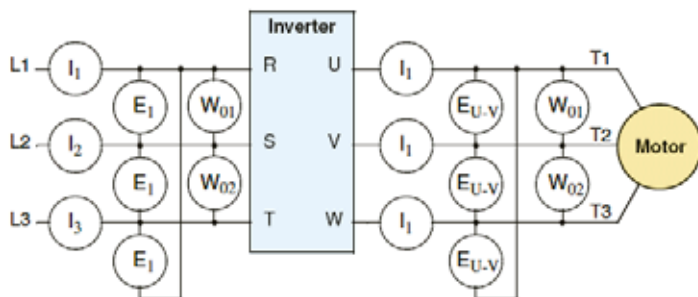 Inverter
L1 I1 R U I1 T1
E1 W01 EU-V W01
L2 I2 S V I1 T2 Motor
E1 W02 EU-V W02
L3 I3 T W I1 T3
E1 EU-V